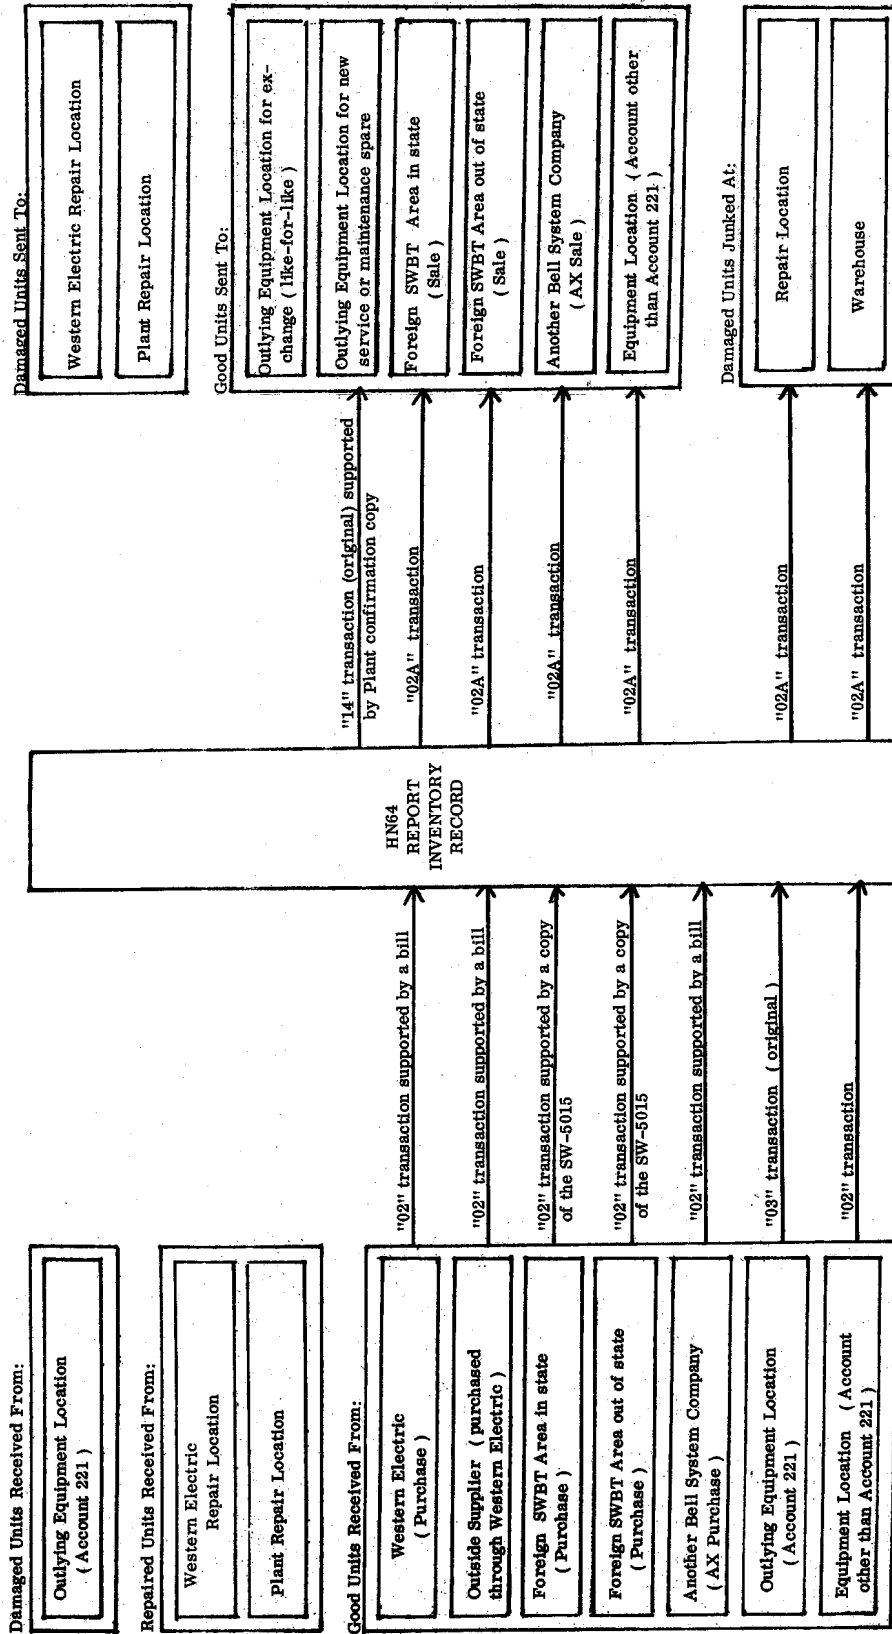 Damaged Units Received From:
Outlying Equipment Location
( Account 221 )
Repaired Units Received From:
Western Electric
Repair Location
Plant Repair Location
Good Units Received From:
Western Electric
( Purchase )
Outside Supplier ( purchased
through Western Electric )
Foreign SWBT Area in state
( Purchase )
Foreign SWBT Area out of state
( Purchase )
Another Bell System Company
( AX Purchase )
Outlying Equipment Location
( Account 221 )
Equipment Location ( Account
other than Account 221 )
"02" transaction supported by a bill
"02" transaction supported by a bill
"02" transaction supported by a copy
of the SW-5015
"02" transaction supported by a copy
of the SW-5015
"02" transaction supported by a bill
"03" transaction ( original )
"02" transaction
HN64
REPORT
INVENTORY
RECORD
"14" transaction (original) supported
by Plant confirmation copy
"02A" transaction
"02A" transaction
"02A" transaction
"02A" transaction
"02A" transaction
"02A" transaction
Damaged Units Sent To:
Western Electric Repair Location
Plant Repair Location
Good Units Sent To:
Outlying Equipment Location for ex-
change ( like-for-like )
Outlying Equipment Location for new
service or maintenance spare
Foreign SWBT Area in state
( Sale )
Foreign SWBT Area out of state
( Sale )
Another Bell System Company
( AX Sale )
Equipment Location ( Account other
than Account 221 )
Damaged Units Junked At:
Repair Location
Warehouse